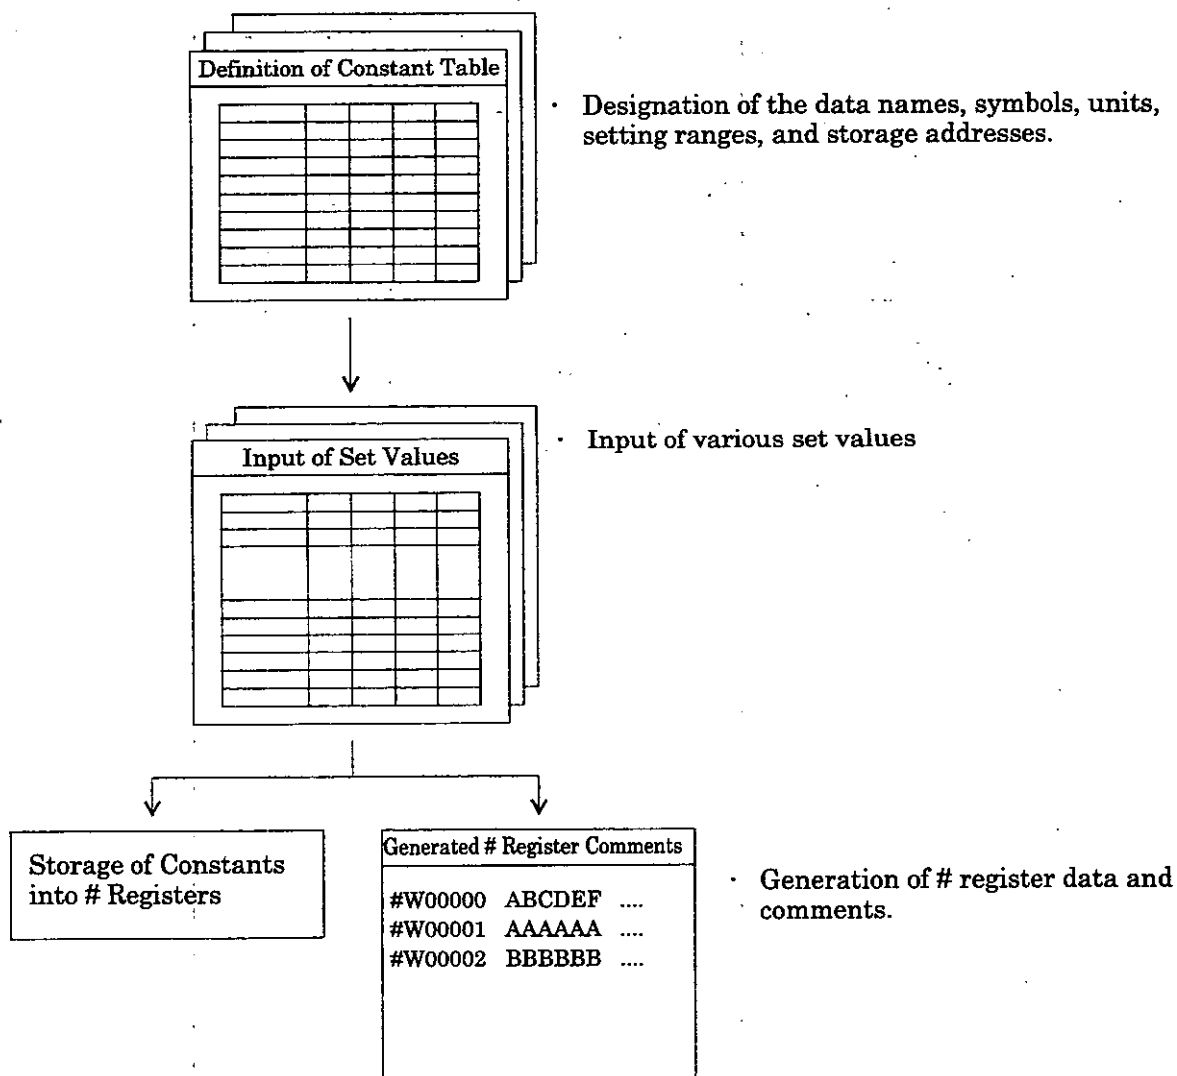 Definition of Constant Table
· Designation of the data names, symbols, units,
setting ranges, and storage addresses.
Input of Set Values
· Input of various set values
Storage of Constants
into # Registers
Generated # Register Comments
#W00000 ABCDEF ....
#W00001 AAAAAA ....
#W00002 BBBBBB ....
· Generation of # register data and
comments.